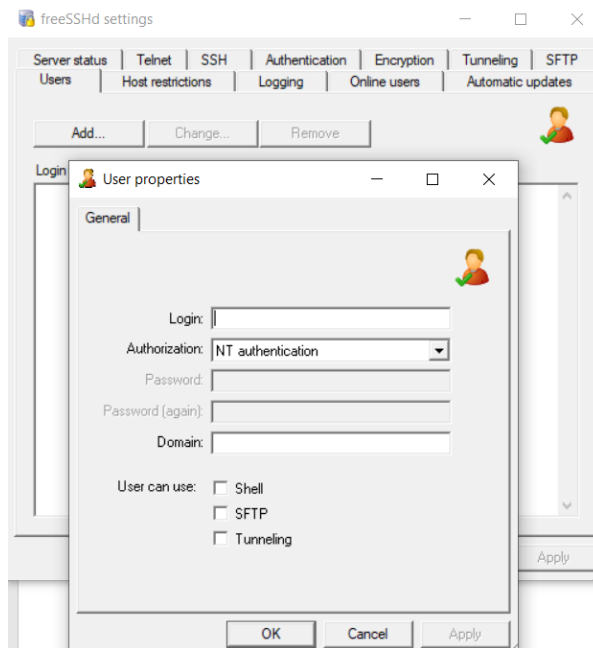 freeSSHd settings
Server status Telnet SSH Authentication Encryption Tunneling SFTP
Users Host restrictions Logging Online users Automatic updates
Add... Change... Remove
Login
User properties
General
Login:
Authorization: NT authentication
Password:
Password (again):
Domain:
User can use: Shell
SFTP
Tunneling
Apply
OK Cancel Apply